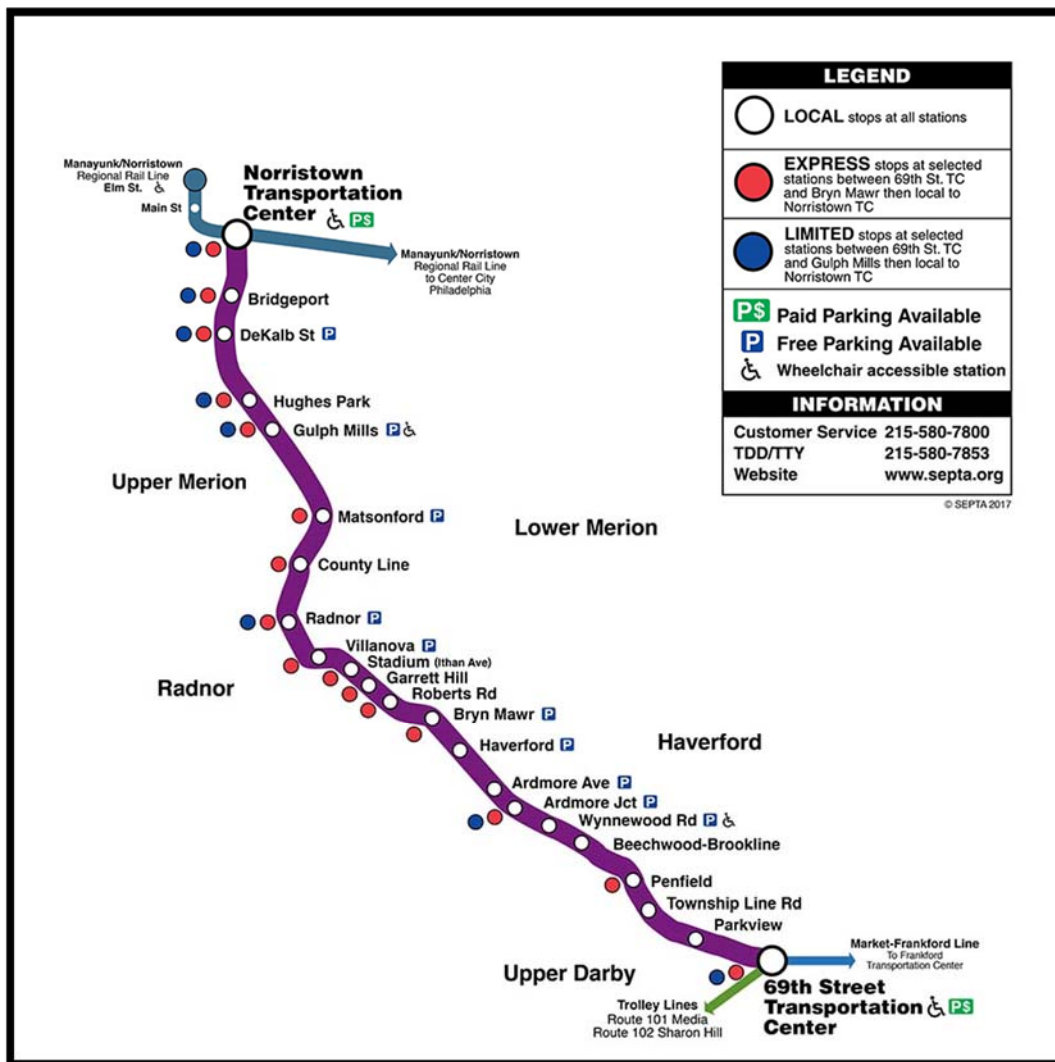 LEGEND
LOCAL stops at all stations
EXPRESS stops at selected
stations between 69th St. TC
and Bryn Mawr then local to
Norristown TC
LIMITED stops at selected
stations between 69th St. TC
and Gulph Mills then local to
Norristown TC
P$ Paid Parking Available
P Free Parking Available
Wheelchair accessible station
INFORMATION
Customer Service 215-580-7800
TDD/TTY 215-580-7853
Website www.septa.org
© SEPTA 2017
Manayunk/Norristown
Regional Rail Line
Elm St.
Main St
Norristown
Transportation
Center P$
Manayunk/Norristown
Regional Rail Line
to Center City
Philadelphia
Bridgeport
DeKalb St P
Hughes Park
Gulph Mills P
Upper Merion
Matsonford P
Lower Merion
County Line
Radnor P
Villanova P
Stadium (Ithan Ave)
Garrett Hill
Radnor
Roberts Rd
Bryn Mawr P
Haverford P
Haverford
Ardmore Ave P
Ardmore Jct P
Wynnewood Rd P
Beechwood-Brookline
Penfield
Township Line Rd
Parkview
Market-Frankford Line
To Frankford
Transportation Center
Upper Darby
69th Street
Transportation P$
Center
Trolley Lines
Route 101 Media
Route 102 Sharon Hill